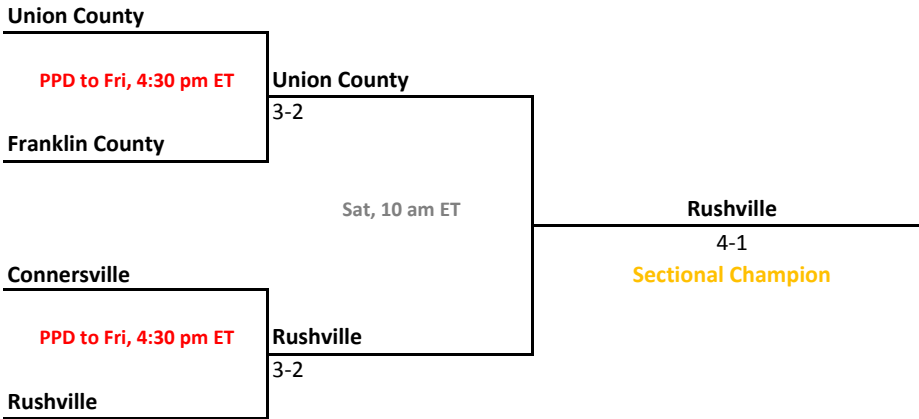 Union County
PPD to Fri, 4:30 pm ET
Union County
3-2
Franklin County
Sat, 10 am ET
Rushville
4-1
Sectional Champion
Connersville
PPD to Fri, 4:30 pm ET
Rushville
3-2
Rushville